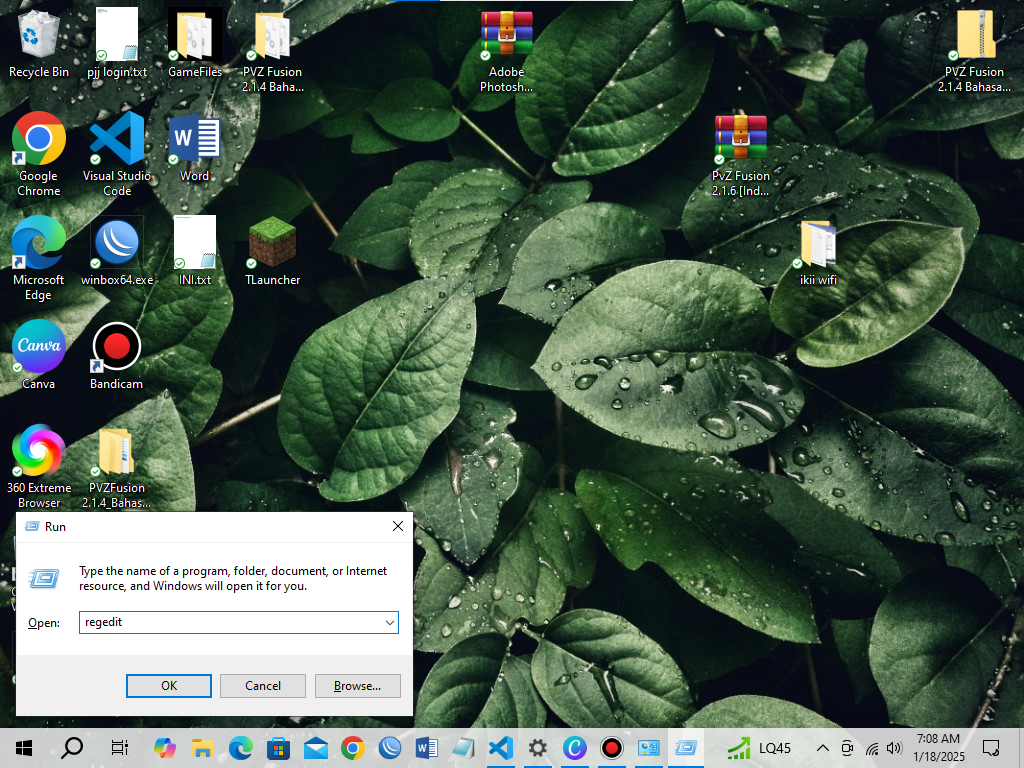 Recycle Bin
pjj login.txt
GameFiles
PVZ Fusion
2.1.4 Baha...
Adobe
Photosh...
PVZ Fusion
2.1.4 Bahasa...
Google
Chrome
Visual Studio
Code
Word
PvZ Fusion
2.1.6 [Ind...
Microsoft
Edge
winbox64.exe
INI.txt
TLauncher
ikii wifi
Canva
Canva
Bandicam
360 Extreme
Browser
PVZFusion
2.1.4_Bahas...
Run
Type the name of a program, folder, document, or Internet
resource, and Windows will open it for you.
Open:
regedit
OK
Cancel
Browse...
LQ45
7:08 AM
1/18/2025